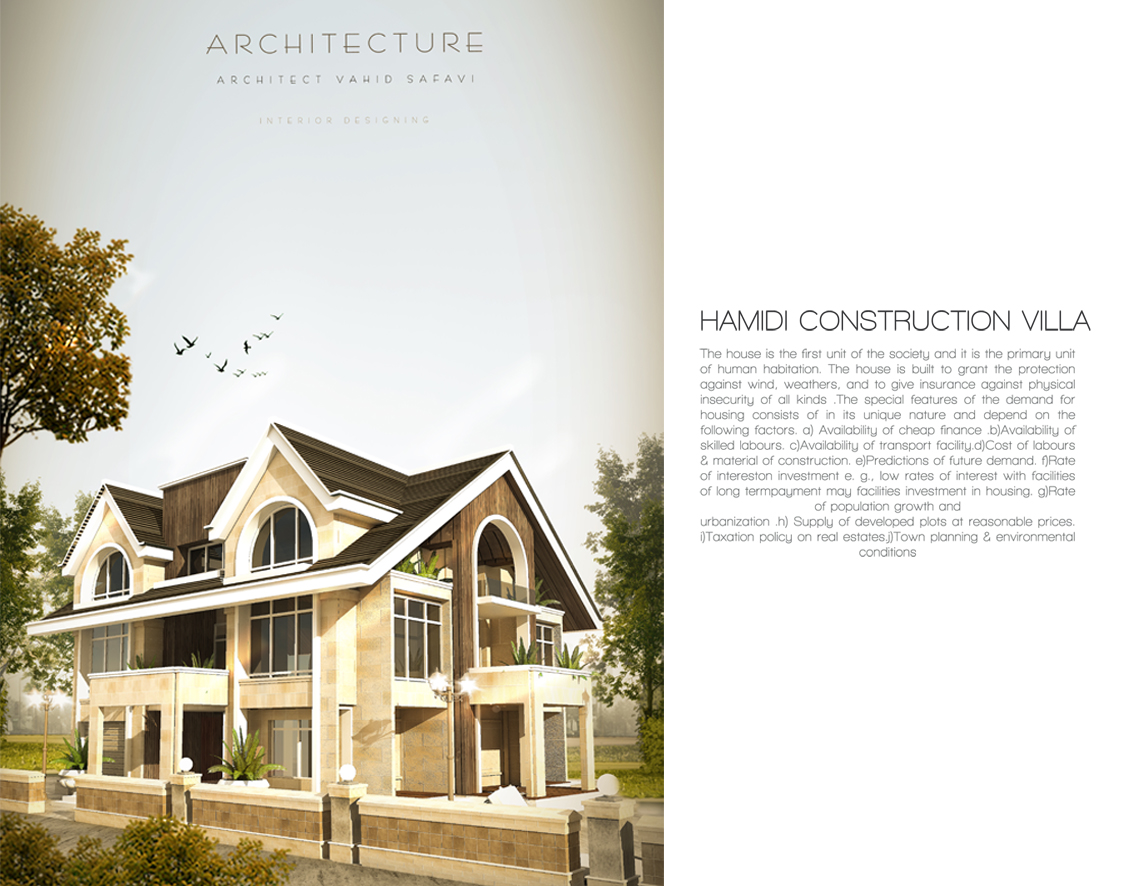 ARCHITECTURE
ARCHITECT VAHID SAFAVI
INTERIOR DESIGNING
HAMIDI CONSTRUCTION VILLA
The house is the first unit of the society and it is the primary unit
of human habitation. The house is built to grant the protection
against wind, weathers, and to give insurance against physical
insecurity of all kinds .The special features of the demand for
housing consists of in its unique nature and depend on the
following factors. a) Availability of cheap finance .b)Availability of
skilled labours. c)Availability of transport facility.d)Cost of labours
& material of construction. e)Predictions of future demand. f)Rate
of intereston investment e. g., low rates of interest with facilities
of long termpayment may facilities investment in housing. g)Rate
of population growth and
urbanization .h) Supply of developed plots at reasonable prices.
i)Taxation policy on real estates.j)Town planning & environmental
conditions